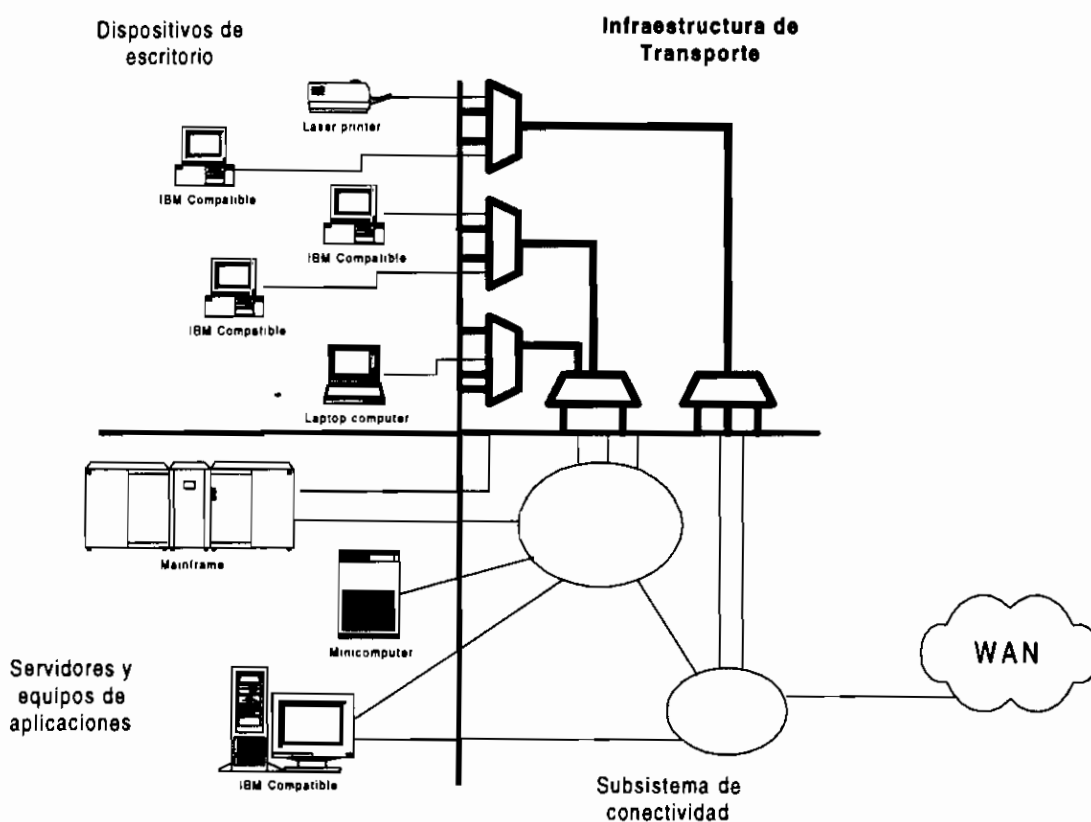 Dispositivos de
escritorio
Infraestructura de
Transporte
Laser printer
IBM Compatible
IBM Compatible
IBM Compatible
Laptop computer
Mainframe
Minicomputer
Servidores y
equipos de
aplicaciones
IBM Compatible
WAN
Subsistema de
conectividad